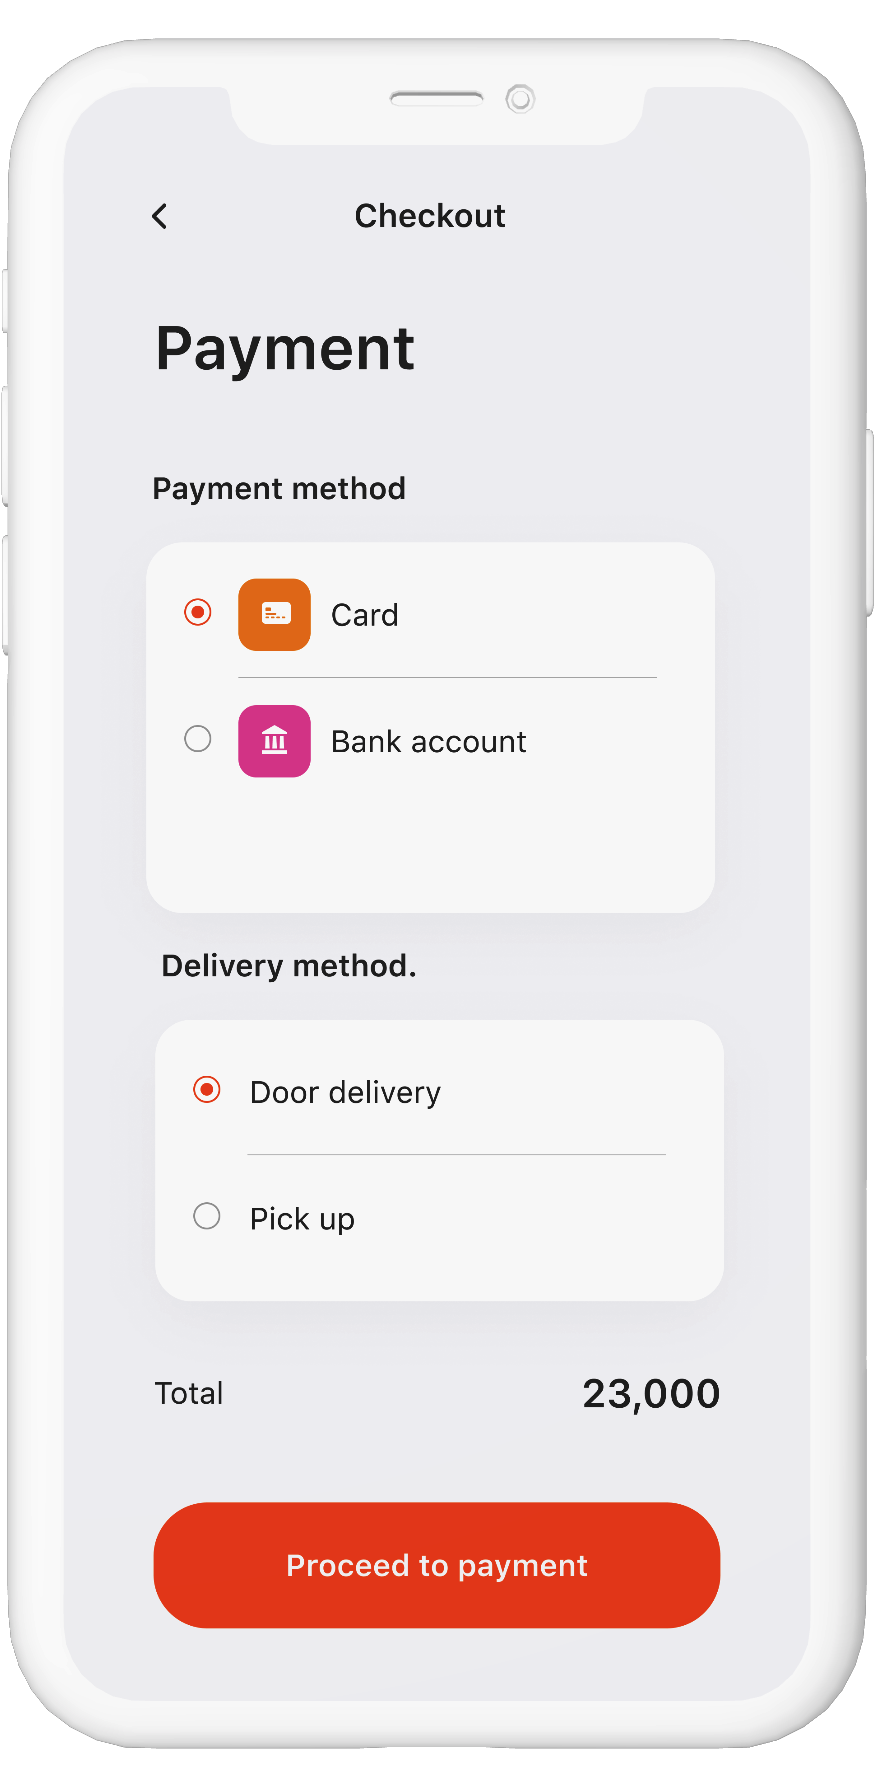 Checkout
Payment
Payment method
Card
Bank account
Delivery method.
Door delivery
Pick up
Total 23,000
Proceed to payment